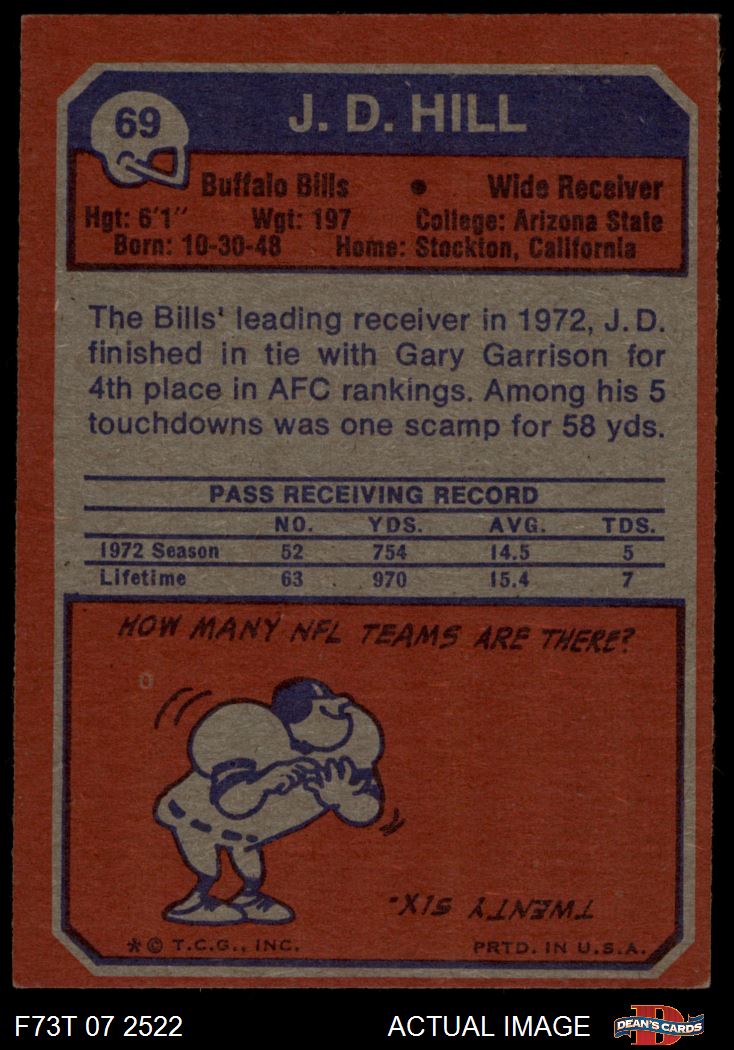 69
J. D. HILL
Buffalo Bills • Wide Receiver
Hgt: 6'1" Wgt: 197 College: Arizona State
Born: 10-30-48 Home: Stockton, California
The Bills' leading receiver in 1972, J.D.
finished in tie with Gary Garrison for
4th place in AFC rankings. Among his 5
touchdowns was one scamp for 58 yds.
PASS RECEIVING RECORD
NO. YDS. AVG. TDS.
1972 Season 52 754 14.5 5
Lifetime 63 970 15.4 7
HOW MANY NFL TEAMS ARE THERE?
TWENTY SIX-
*© T.C.G., INC. PRTD. IN U.S.A.
F73T 07 2522 ACTUAL IMAGE
D
DEAN'S CARDS